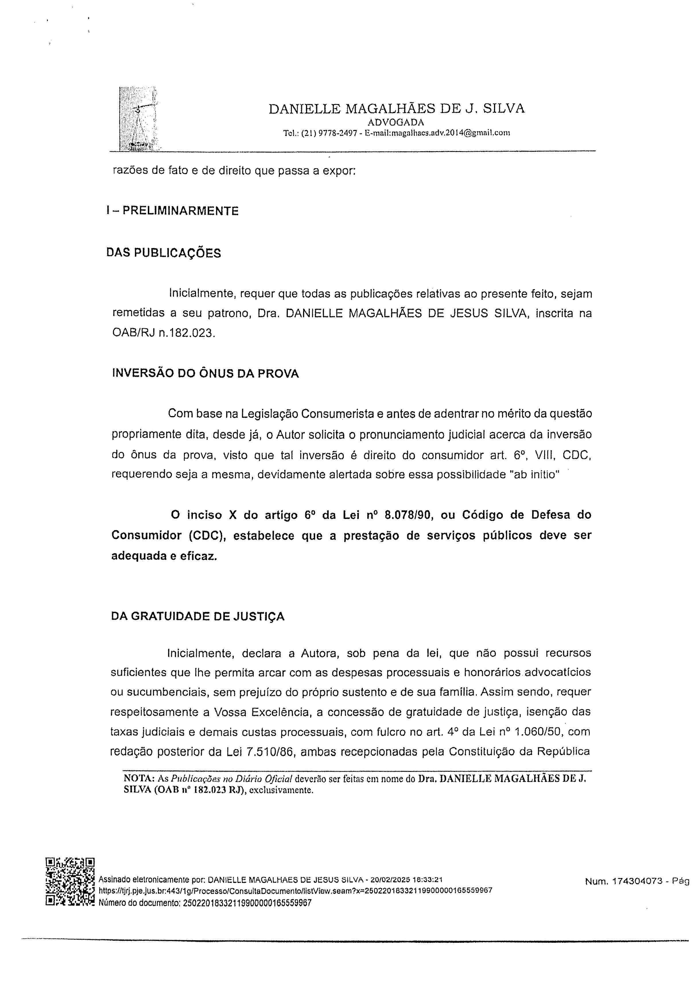 DANIELLE MAGALHÃES DE J. SILVA
ADVOGADA
Tel.: (21) 9778-2497 - E-mail:magalhaes.adv.2014@gmail.com
razões de fato e de direito que passa a expor:
I – PRELIMINARMENTE
DAS PUBLICAÇÕES
Inicialmente, requer que todas as publicações relativas ao presente feito, sejam
remetidas a seu patrono, Dra. DANIELLE MAGALHÃES DE JESUS SILVA, inscrita na
OAB/RJ n.182.023.
INVERSÃO DO ÔNUS DA PROVA
Com base na Legislação Consumerista e antes de adentrar no mérito da questão
propriamente dita, desde já, o Autor solicita o pronunciamento judicial acerca da inversão
do ônus da prova, visto que tal inversão é direito do consumidor art. 6º, VIII, CDC,
requerendo seja a mesma, devidamente alertada sobre essa possibilidade "ab initio"
O inciso X do artigo 6º da Lei nº 8.078/90, ou Código de Defesa do
Consumidor (CDC), estabelece que a prestação de serviços públicos deve ser
adequada e eficaz.
DA GRATUIDADE DE JUSTIÇA
Inicialmente, declara a Autora, sob pena da lei, que não possui recursos
suficientes que lhe permita arcar com as despesas processuais e honorários advocatícios
ou sucumbenciais, sem prejuízo do próprio sustento e de sua família. Assim sendo, requer
respeitosamente a Vossa Excelência, a concessão de gratuidade de justiça, isenção das
taxas judiciais e demais custas processuais, com fulcro no art. 4º da Lei nº 1.060/50, com
redação posterior da Lei 7.510/86, ambas recepcionadas pela Constituição da República
NOTA: As Publicações no Diário Oficial deverão ser feitas em nome do Dra. DANIELLE MAGALHÃES DE J.
SILVA (OAB nº 182.023 RJ), exclusivamente.
Assinado eletronicamente por: DANIELLE MAGALHAES DE JESUS SILVA - 20/02/2025 18:33:21
Num. 174304073 - Pág
https://tjrj.pje.jus.br:443/1g/Processo/ConsultaDocumento/listView.seam?x=25022018332119900000165559967
Número do documento: 25022018332119900000165559967